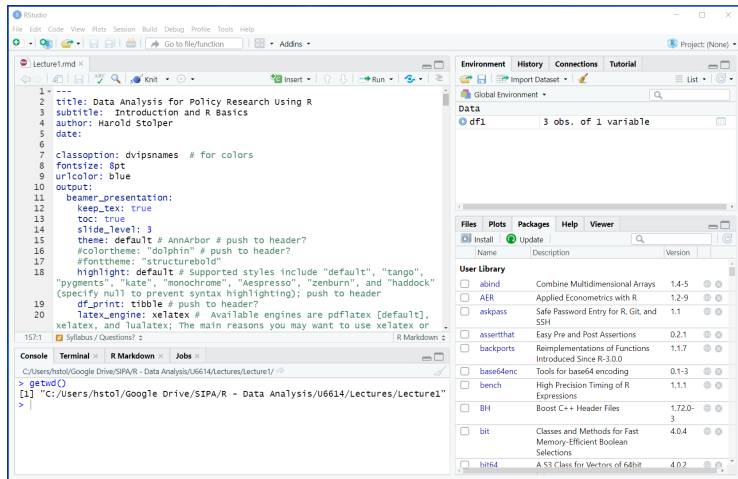 RStudio
File Edit Code View Plots Session Build Debug Profile Tools Help
Go to file/function
Addins
Project: (None)
Lecture1.rmd
Knit
Insert
Run
1 ---
2 title: Data Analysis for Policy Research Using R
3 subtitle:  Introduction and R Basics
4 author: Harold Stolper
5 date:
6
7 classoption: dvipsnames  # for colors
8 fontsize: 8pt
9 urlcolor: blue
10 output:
11   beamer_presentation:
12     keep_tex: true
13     toc: true
14     slide_level: 3
15     theme: default # AnnArbor # push to header?
16     #colortheme: "dolphin" # push to header?
17     #fonttheme: "structurebold"
18     highlight: default # Supported styles include "default", "tango",
"pygments", "kate", "monochrome", "Aespresso", "zenburn", and "haddock"
(specify null to prevent syntax highlighting); push to header
19     df_print: tibble # push to header?
20     latex_engine: xelatex #  Available engines are pdflatex [default],
xelatex, and lualatex; The main reasons you may want to use xelatex or
157:1 Syllabus / Questions? R Markdown
Console Terminal R Markdown Jobs
C:/Users/hstol/Google Drive/SIPA/R - Data Analysis/U6614/Lectures/Lecture1/
> getwd()
[1] "C:/Users/hstol/Google Drive/SIPA/R - Data Analysis/U6614/Lectures/Lecture1"
>
Environment History Connections Tutorial
Import Dataset
List
Global Environment
Data
df1 3 obs. of 1 variable
Files Plots Packages Help Viewer
Install Update
Name Description Version
User Library
abind Combine Multidimensional Arrays 1.4-5
AER Applied Econometrics with R 1.2-9
askpass Safe Password Entry for R, Git, and 1.1
SSH
assertthat Easy Pre and Post Assertions 0.2.1
backports Reimplementations of Functions 1.1.7
Introduced Since R-3.0.0
base64enc Tools for base64 encoding 0.1-3
bench High Precision Timing of R 1.1.1
Expressions
BH Boost C++ Header Files 1.72.0-
3
bit Classes and Methods for Fast 4.0.4
Memory-Efficient Boolean
Selections
bit64 A S3 Class for Vectors of 64bit 4.0.2